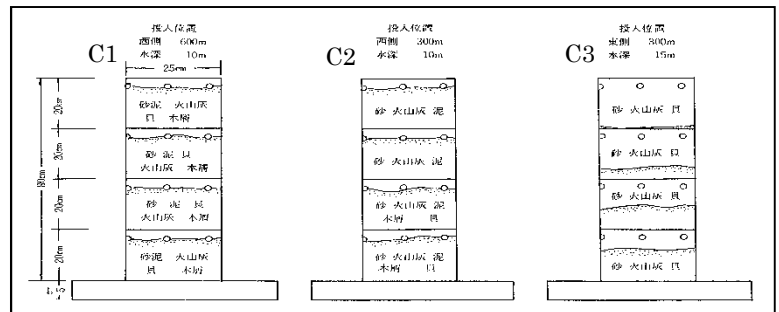 投入位置
西側 600m
水深 10m
C1
25cm
砂泥 火山灰
貝 木屑
砂 泥 貝
火山灰 木屑
砂 泥 貝
火山灰 木屑
砂泥 火山灰
貝 木屑
20cm
20cm
20cm
20cm
80cm
投入位置
西側 300m
水深 10m
C2
砂 火山灰 泥
砂 火山灰 泥
砂 火山灰 泥
木屑 貝
砂 火山灰 泥
木屑 貝
投入位置
東側 300m
水深 15m
C3
砂 火山灰 貝
砂 火山灰 貝
砂 火山灰 貝
砂 火山灰 貝